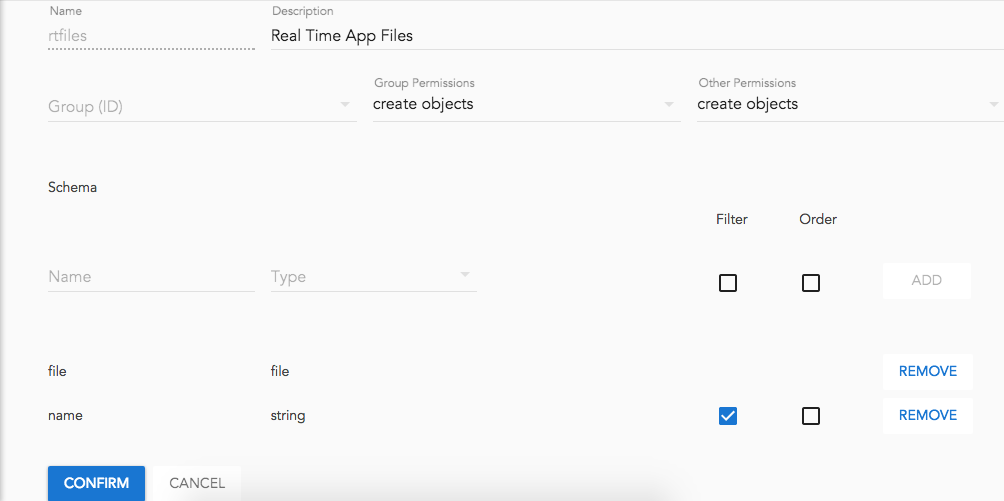 Name Description
rtfiles Real Time App Files
Group Permissions Other Permissions
Group (ID) create objects create objects
Schema
Filter Order
Name Type ADD
file file REMOVE
name string REMOVE
CONFIRM CANCEL